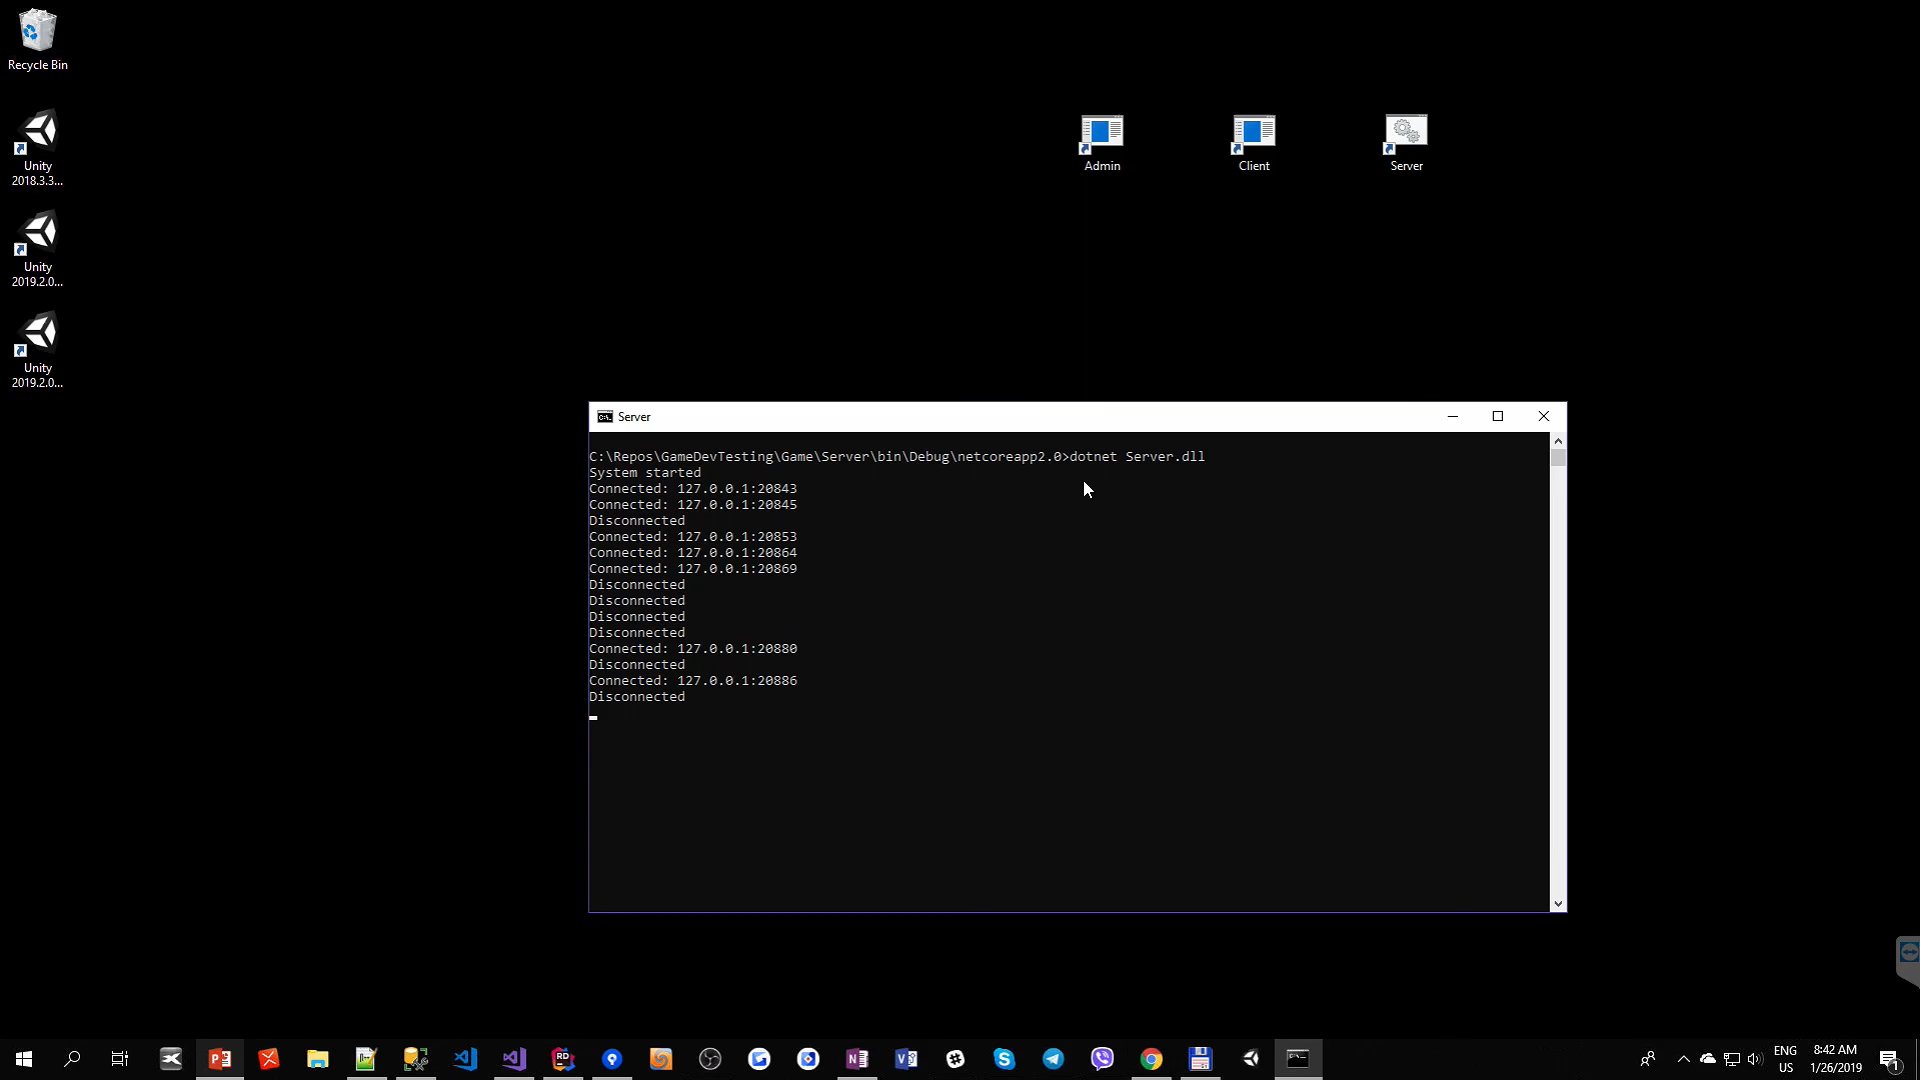 Recycle Bin
Unity
2018.3.3...
Unity
2019.2.0...
Unity
2019.2.0...
Admin
Client
Server
Server
C:\Repos\GameDevTesting\Game\Server\bin\Debug\netcoreapp2.0>dotnet Server.dll
System started
Connected: 127.0.0.1:20843
Connected: 127.0.0.1:20845
Disconnected
Connected: 127.0.0.1:20853
Connected: 127.0.0.1:20864
Connected: 127.0.0.1:20869
Disconnected
Disconnected
Disconnected
Disconnected
Connected: 127.0.0.1:20880
Disconnected
Connected: 127.0.0.1:20886
Disconnected
ENG
US
8:42 AM
1/26/2019
1